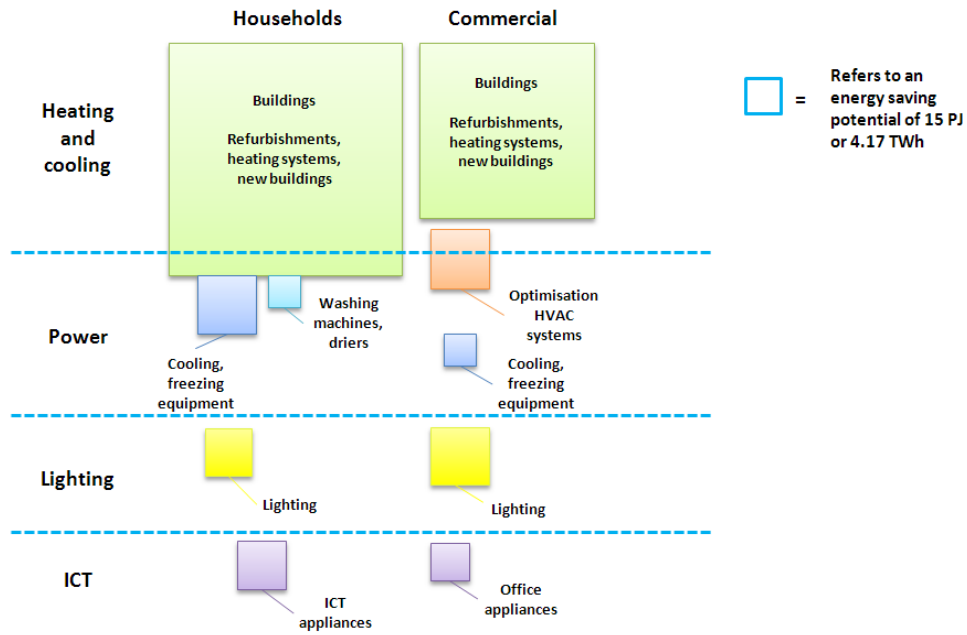 Households
Commercial
Heating
and
cooling
Buildings
Refurbishments,
heating systems,
new buildings
Buildings
Refurbishments,
heating systems,
new buildings
=
Refers to an
energy saving
potential of 15 PJ
or 4.17 TWh
Power
Washing
machines,
driers
Optimisation
HVAC
systems
Cooling,
freezing
equipment
Cooling,
freezing
equipment
Lighting
Lighting
Lighting
ICT
ICT
appliances
Office
appliances